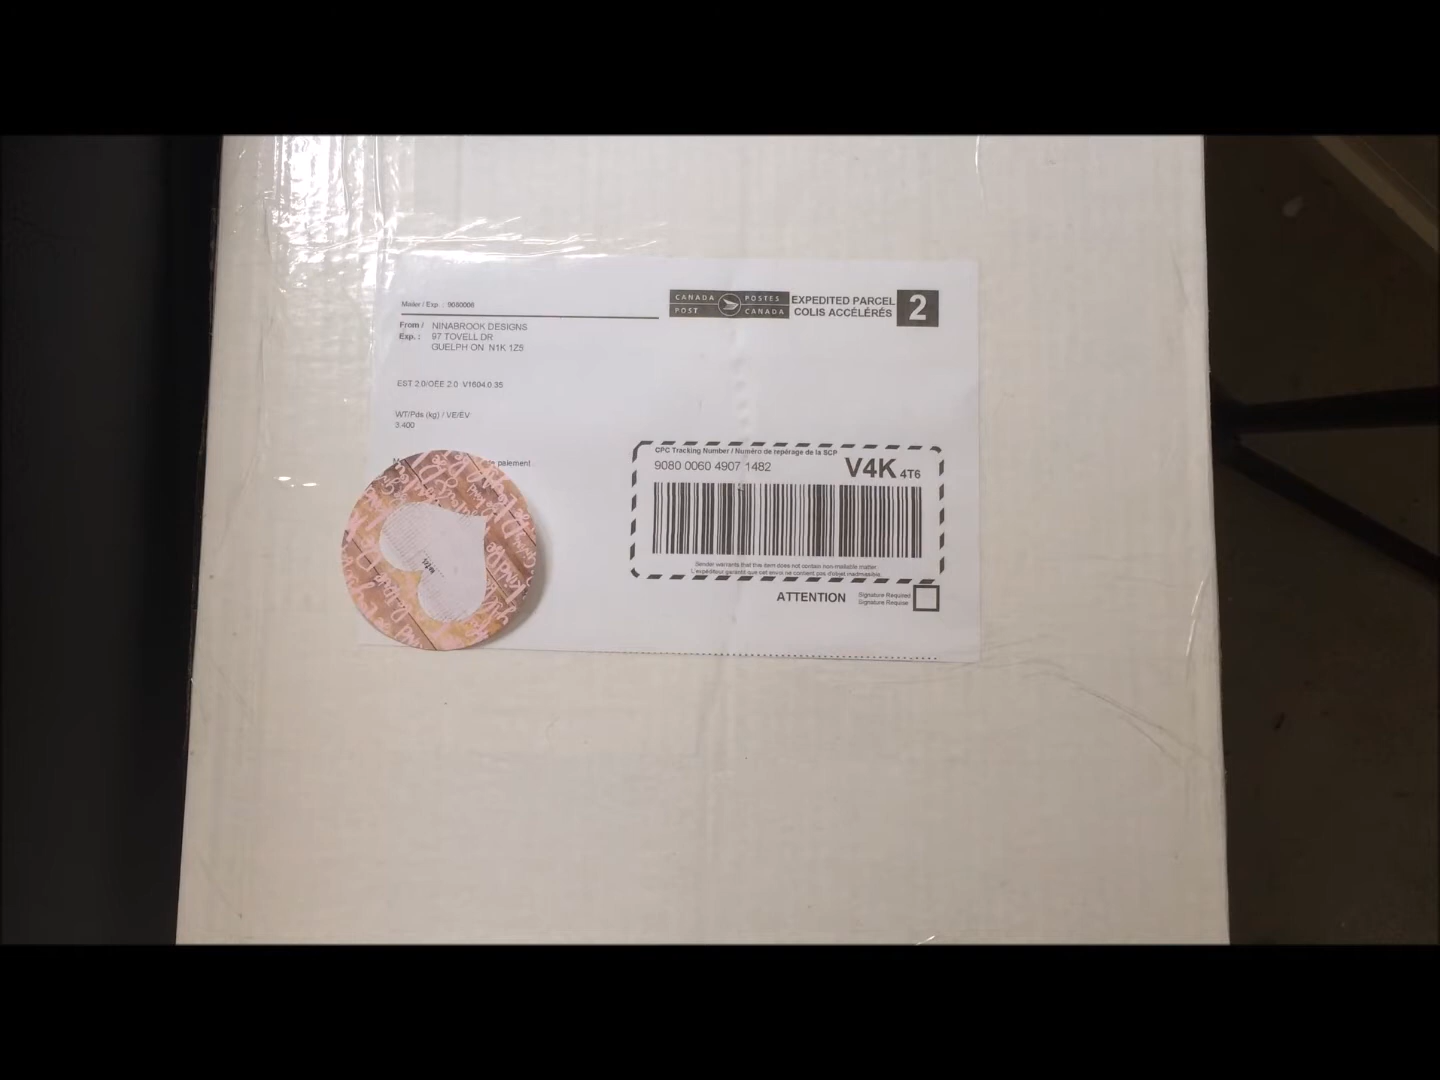 Mailer / Exp. : 9080006
CANADA POST
POSTES CANADA
EXPEDITED PARCEL
COLIS ACCÉLÉRÉS
2
From / Exp. :
NINABROOK DESIGNS
97 TOVELL DR
GUELPH ON N1K 1Z5
EST 2.0/OEE 2.0 V1604.0.35
WT/Pds (kg) / VE/ÉV
3.400
paiement
CPC Tracking Number / Numéro de repérage de la SCP
9080 0060 4907 1482
V4K 4T6
Sender warrants that this item does not contain non-mailable matter.
L'expéditeur garantit que cet envoi ne contient pas d'objet inadmissible.
ATTENTION
Signature Required
Signature Requise